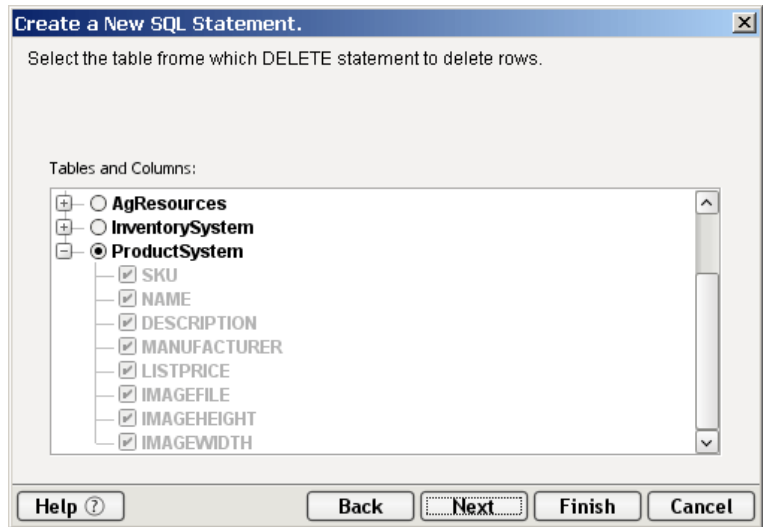 Create a New SQL Statement.
Select the table frome which DELETE statement to delete rows.
Tables and Columns:
AgResources
InventorySystem
ProductSystem
SKU
NAME
DESCRIPTION
MANUFACTURER
LISTPRICE
IMAGEFILE
IMAGEHEIGHT
IMAGEWIDTH
Help ? Back Next Finish Cancel